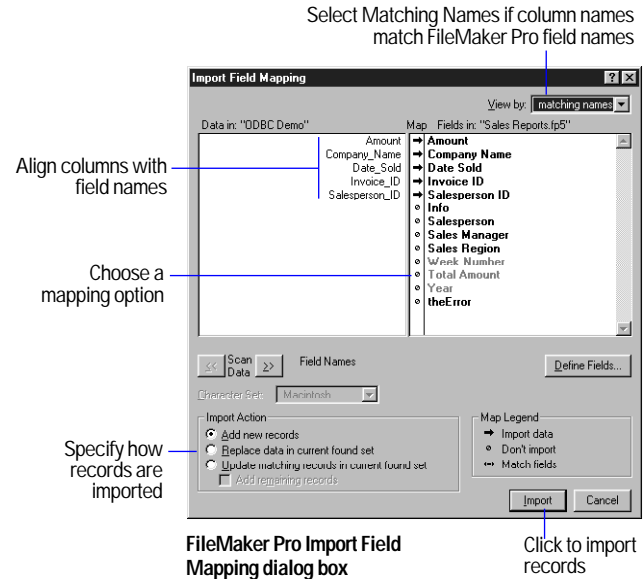 Select Matching Names if column names
match FileMaker Pro field names
Import Field Mapping
View by: matching names
Data in: "ODBC Demo"
Map Fields in: "Sales Reports.fp5"
Align columns with
field names
Amount
Company_Name
Date_Sold
Invoice_ID
Salesperson_ID
Amount
Company Name
Date Sold
Invoice ID
Salesperson ID
Info
Salesperson
Sales Manager
Sales Region
Week Number
Total Amount
Year
theError
Choose a
mapping option
<< Scan Data >>
Field Names
Define Fields...
Character Set: Macintosh
Import Action
Add new records
Replace data in current found set
Update matching records in current found set
Add remaining records
Map Legend
Import data
Don't import
Match fields
Specify how
records are
imported
Import
Cancel
FileMaker Pro Import Field
Mapping dialog box
Click to import
records